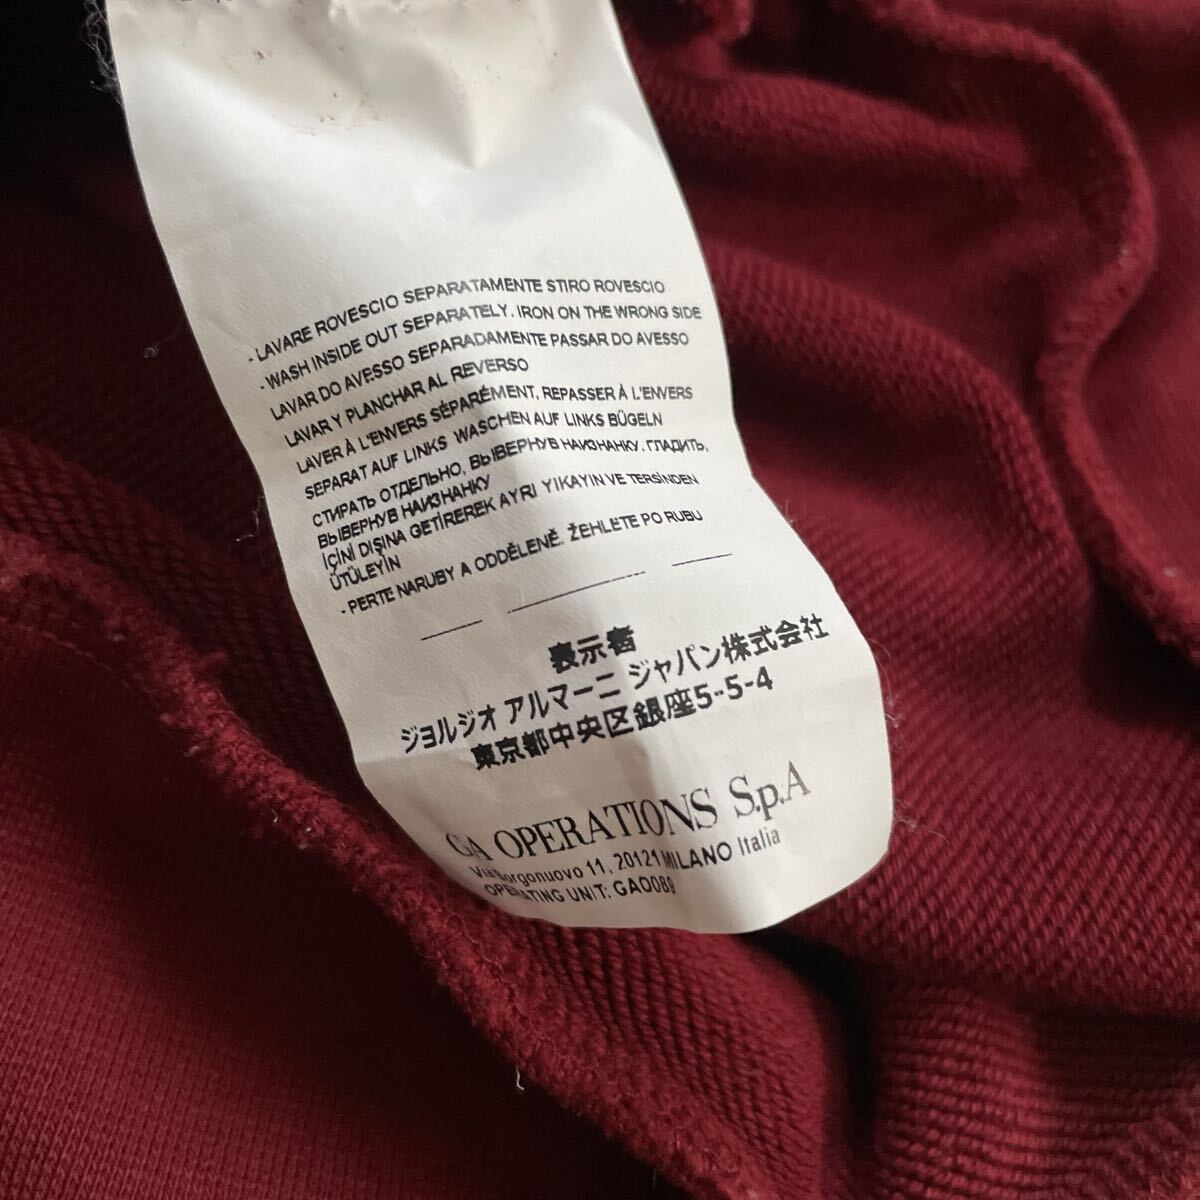 - LAVARE ROVESCIO SEPARATAMENTE STIRO ROVESCIO
- WASH INSIDE OUT SEPARATELY. IRON ON THE WRONG SIDE
LAVAR DO AVESSO SEPARADAMENTE PASSAR DO AVESSO
LAVAR Y PLANCHAR AL REVERSO
LAVER À L'ENVERS SÉPARÉMENT, REPASSER À L'ENVERS
SEPARAT AUF LINKS WASCHEN AUF LINKS BÜGELN
СТИРАТЬ ОТДЕЛЬНО, ВЫВЕРНУВ НАИЗНАНКУ. ГЛАДИТЬ,
ВЫВЕРНУВ НАИЗНАНКУ
İÇİNİ DIŞINA GETİREREK AYRI YIKAYIN VE TERSİNDEN
ÜTÜLEYİN
- PERTE NARUBY A ODDĚLENĚ. ŽEHLETE PO RUBU
表示者
ジョルジオ アルマーニ ジャパン株式会社
東京都中央区銀座5-5-4
GA OPERATIONS S.p.A
Via Borgonuovo 11, 20121 MILANO Italia
OPERATING UNIT: GAO089